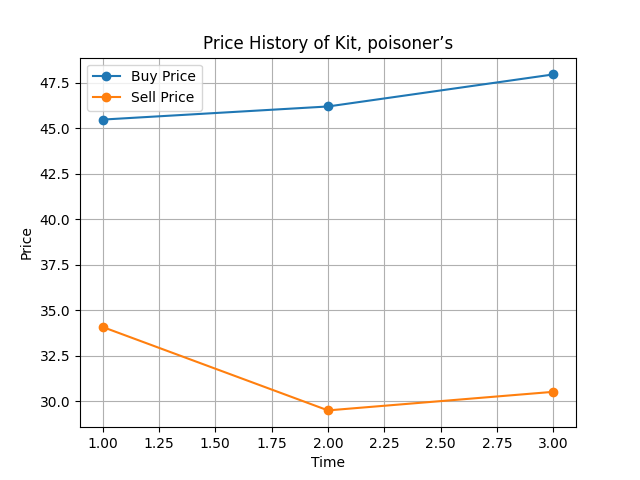 Price History of Kit, poisoner’s
Buy Price
Sell Price
47.5
45.0
42.5
40.0
37.5
35.0
32.5
30.0
Price
1.00 1.25 1.50 1.75 2.00 2.25 2.50 2.75 3.00
Time